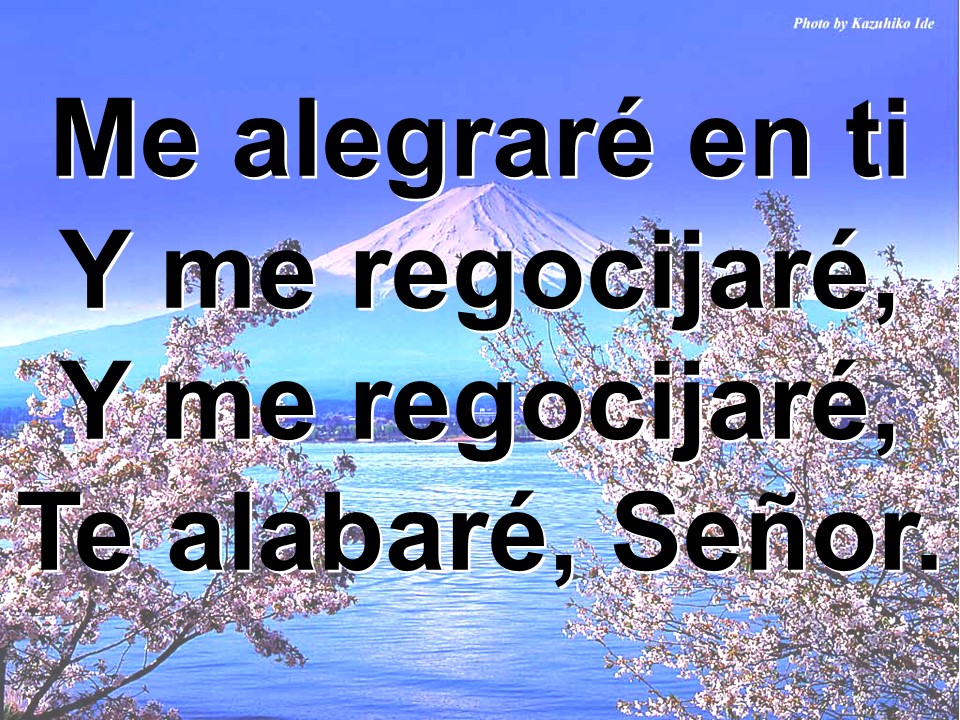 Photo by Kazuhiko Ide
Me alegraré en ti
Y me regocijaré,
Y me regocijaré,
Te alabaré, Señor.